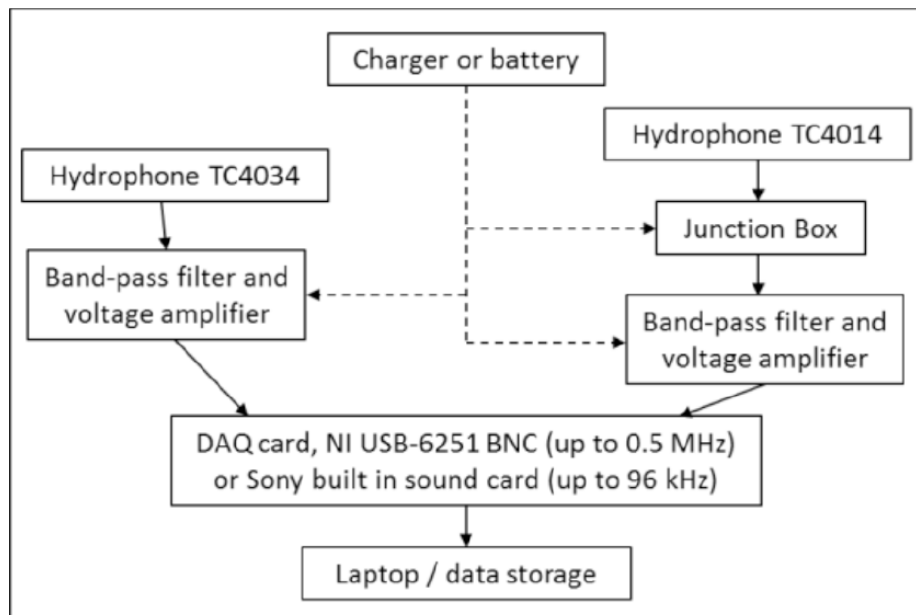 Charger or battery
Hydrophone TC4014
Hydrophone TC4034
Junction Box
Band-pass filter and
voltage amplifier
Band-pass filter and
voltage amplifier
DAQ card, NI USB-6251 BNC (up to 0.5 MHz)
or Sony built in sound card (up to 96 kHz)
Laptop / data storage